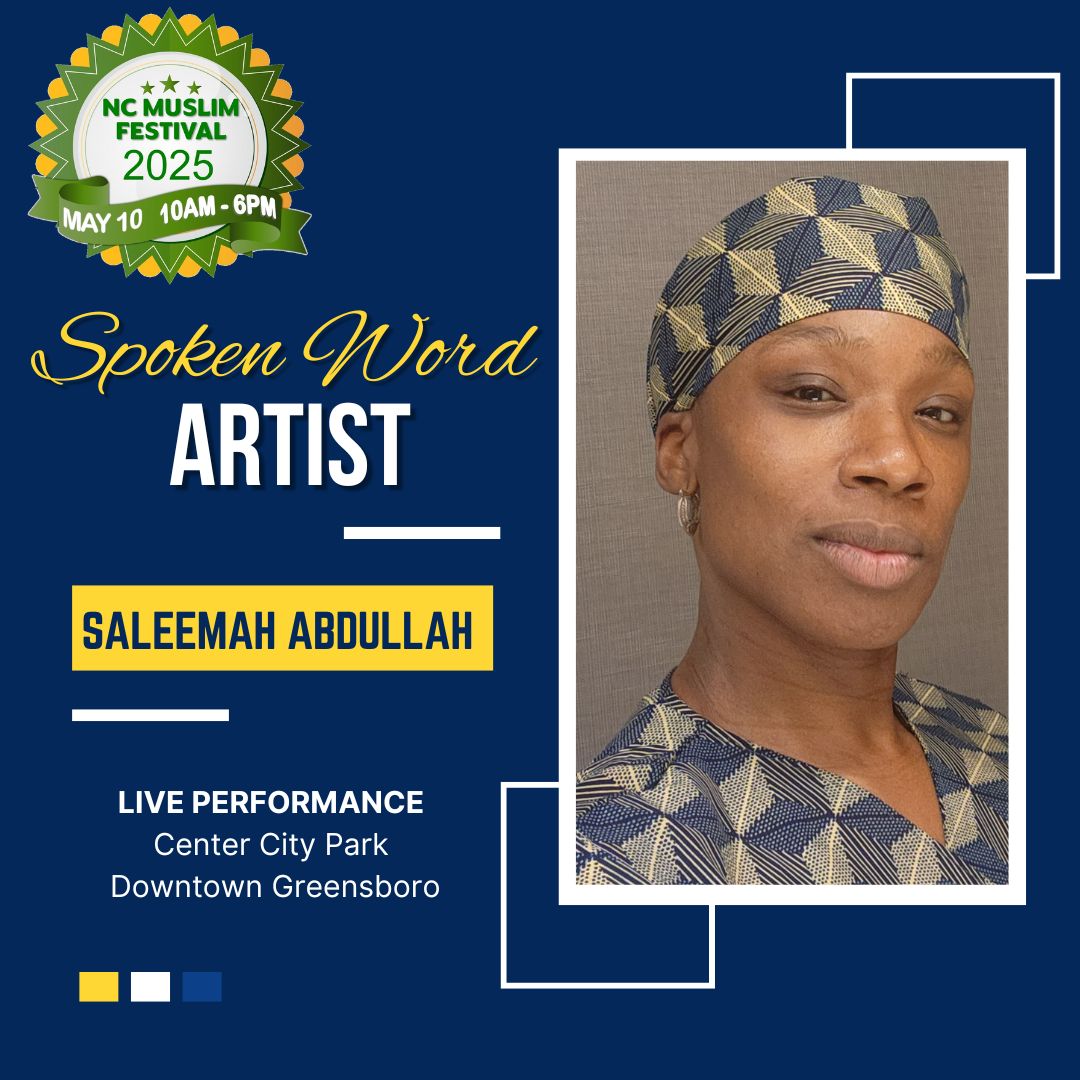 NC MUSLIM
FESTIVAL
2025
MAY 10 10AM - 6PM
Spoken Word
ARTIST
SALEEMAH ABDULLAH
LIVE PERFORMANCE
Center City Park
Downtown Greensboro